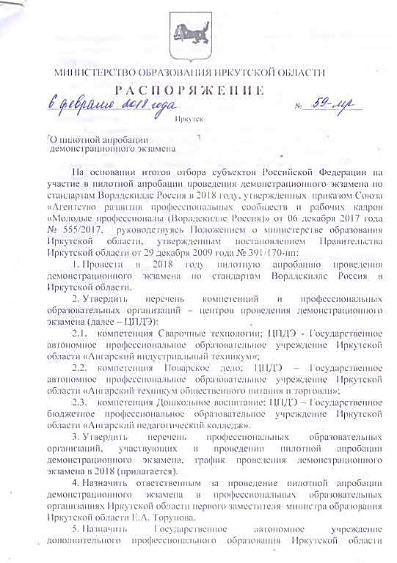 МИНИСТЕРСТВО ОБРАЗОВАНИЯ ИРКУТСКОЙ ОБЛАСТИ
РАСПОРЯЖЕНИЕ
6 февраля 2018 года № 59-мр
Иркутск
О пилотной апробации
демонстрационного экзамена
На основании итогов отбора субъектов Российской Федерации на
участие в пилотной апробации проведения демонстрационного экзамена по
стандартам Ворлдскиллс Россия в 2018 году, утвержденных приказом Союза
«Агентство развития профессиональных сообществ и рабочих кадров
«Молодые профессионалы (Ворлдскиллс Россия)» от 06 декабря 2017 года
№ 555/2017, руководствуясь Положением о министерстве образования
Иркутской области, утвержденным постановлением Правительства
Иркутской области от 29 декабря 2009 года № 391/170-пп:
1. Провести в 2018 году пилотную апробацию проведения
демонстрационного экзамена по стандартам Ворлдскиллс Россия в
Иркутской области.
2. Утвердить перечень компетенций и профессиональных
образовательных организаций – центров проведения демонстрационного
экзамена (далее – ЦПДЭ):
2.1. компетенция Сварочные технологии; ЦПДЭ - Государственное
автономное профессиональное образовательное учреждение Иркутской
области «Ангарский индустриальный техникум»;
2.2. компетенция Поварское дело; ЦПДЭ – Государственное
автономное профессиональное образовательное учреждение Иркутской
области «Ангарский техникум общественного питания и торговли»;
2.3. компетенция Дошкольное воспитание; ЦПДЭ – Государственное
бюджетное профессиональное образовательное учреждение Иркутской
области «Ангарский педагогический колледж».
3. Утвердить перечень профессиональных образовательных
организаций, участвующих в проведении пилотной апробации
демонстрационного экзамена, график проведения демонстрационного
экзамена в 2018 (прилагается).
4. Назначить ответственным за проведение пилотной апробации
демонстрационного экзамена в профессиональных образовательных
организациях Иркутской области первого заместителя министра образования
Иркутской области Е.А. Торунова.
5. Назначить Государственное автономное учреждение
дополнительного профессионального образования Иркутской области